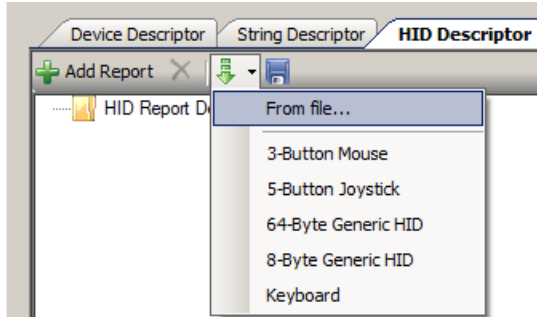 Device Descriptor String Descriptor HID Descriptor
Add Report
HID Report D
From file...
3-Button Mouse
5-Button Joystick
64-Byte Generic HID
8-Byte Generic HID
Keyboard